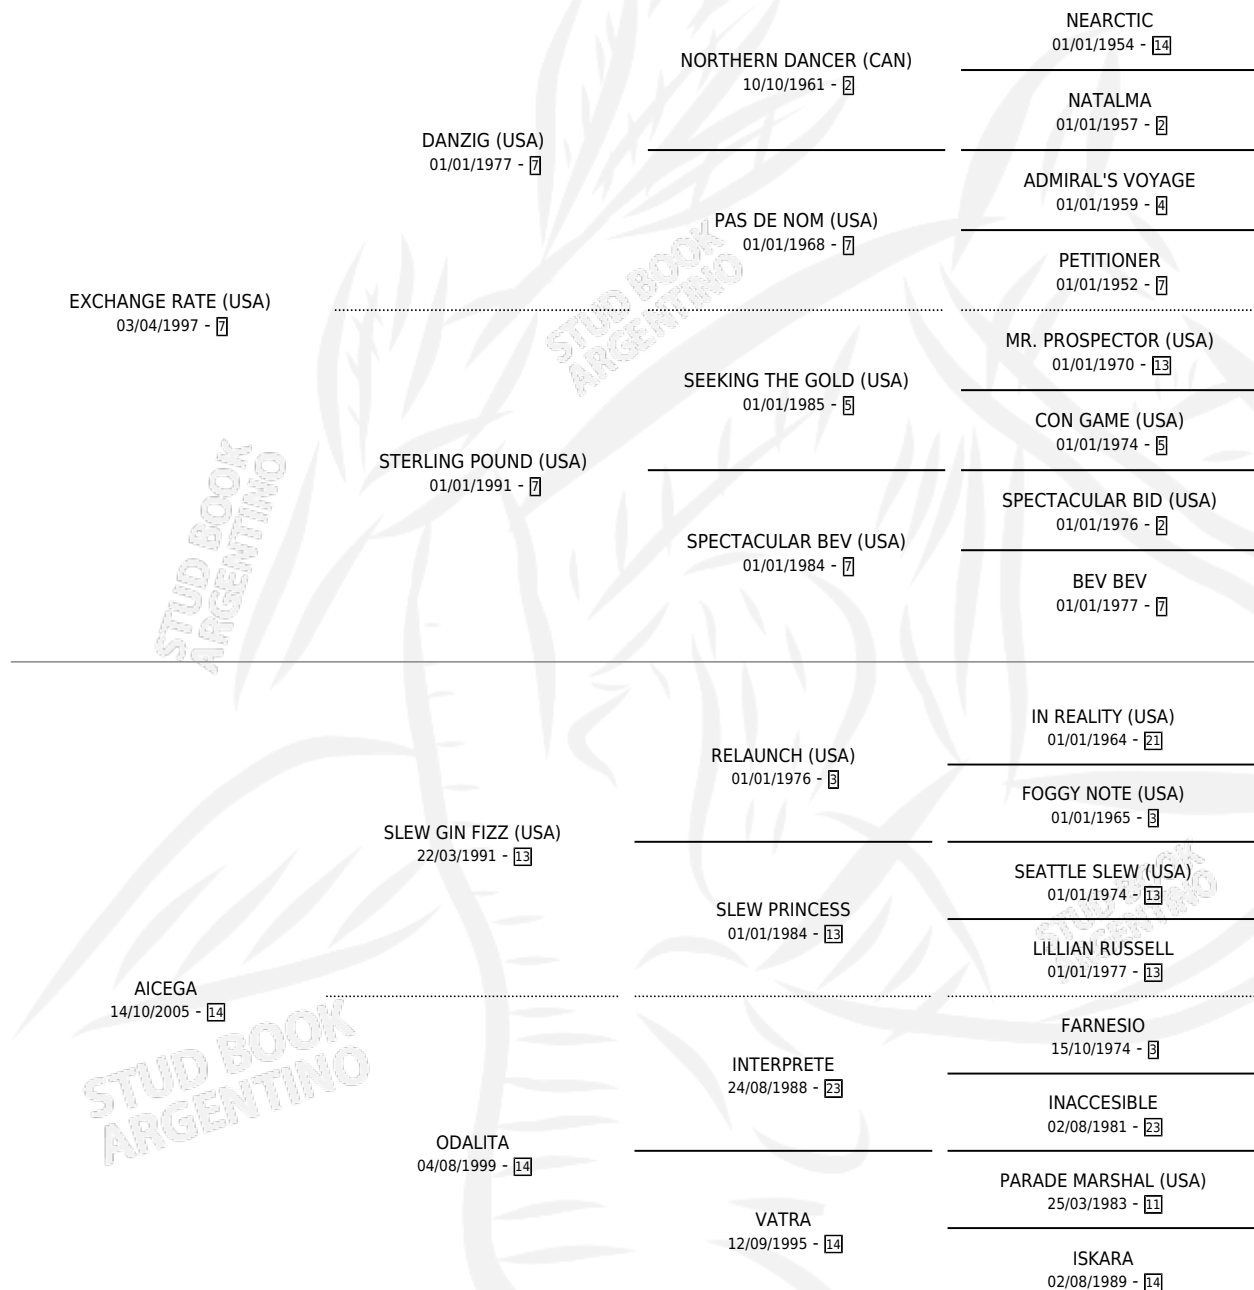 NEARCTIC
01/01/1954 - 14
NORTHERN DANCER (CAN)
10/10/1961 - 2
NATALMA
01/01/1957 - 2
DANZIG (USA)
01/01/1977 - 7
ADMIRAL'S VOYAGE
01/01/1959 - 4
PAS DE NOM (USA)
01/01/1968 - 7
PETITIONER
01/01/1952 - 7
EXCHANGE RATE (USA)
03/04/1997 - 7
STUD BOOK
ARGENTINO
MR. PROSPECTOR (USA)
01/01/1970 - 13
SEEKING THE GOLD (USA)
01/01/1985 - 5
CON GAME (USA)
01/01/1974 - 5
STERLING POUND (USA)
01/01/1991 - 7
SPECTACULAR BID (USA)
01/01/1976 - 2
SPECTACULAR BEV (USA)
01/01/1984 - 7
BEV BEV
01/01/1977 - 7
STUD BOOK
ARGENTINO
IN REALITY (USA)
01/01/1964 - 21
RELAUNCH (USA)
01/01/1976 - 3
FOGGY NOTE (USA)
01/01/1965 - 3
SLEW GIN FIZZ (USA)
22/03/1991 - 13
SEATTLE SLEW (USA)
01/01/1974 - 13
SLEW PRINCESS
01/01/1984 - 13
STUD BOOK
ARGENTINO
LILLIAN RUSSELL
01/01/1977 - 13
AICEGA
14/10/2005 - 14
STUD BOOK
ARGENTINO
FARNESIO
15/10/1974 - 3
INTERPRETE
24/08/1988 - 23
INACCESIBLE
02/08/1981 - 23
ODALITA
04/08/1999 - 14
PARADE MARSHAL (USA)
25/03/1983 - 11
VATRA
12/09/1995 - 14
ISKARA
02/08/1989 - 14